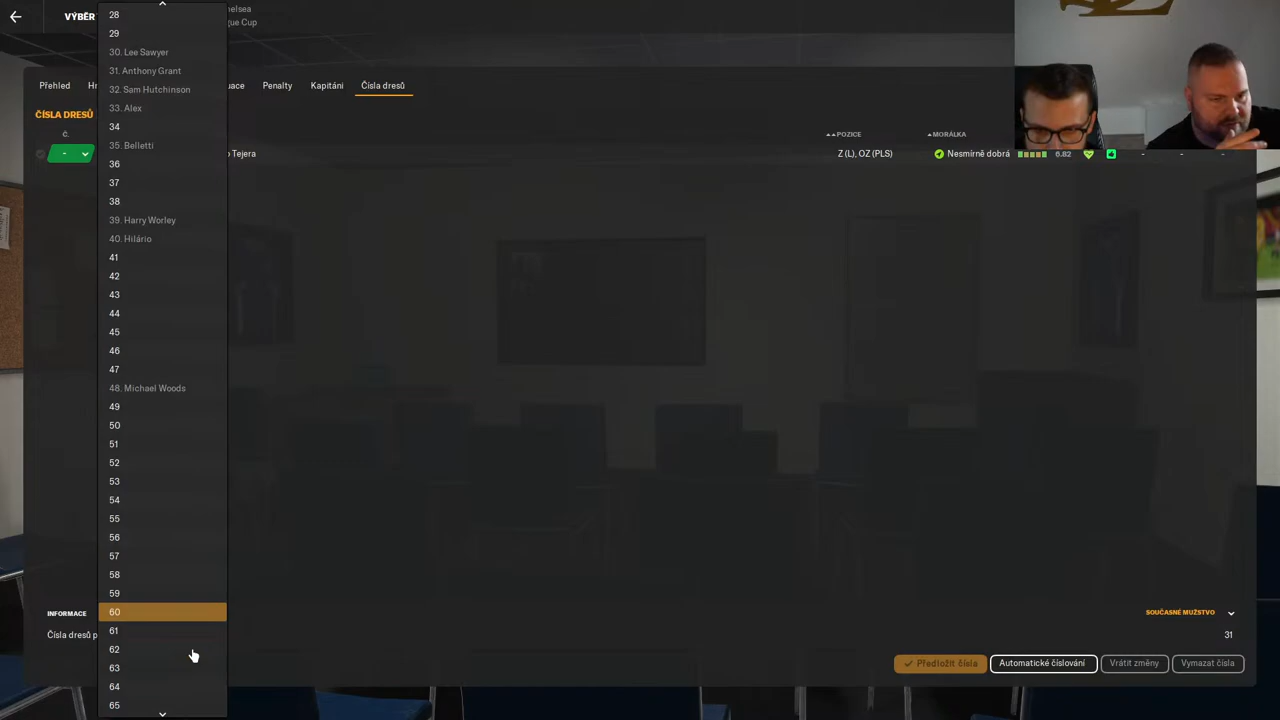 VÝBĚR
helsea
gue Cup
Přehled
Hr
uace
Penalty
Kapitáni
Čísla dresů
ČÍSLA DRESŮ
Č.
POZICE
MORÁLKA
-
o Tejera
Z (L), OZ (PLS)
Nesmírně dobrá
6.82
-
-
-
28
29
30. Lee Sawyer
31. Anthony Grant
32. Sam Hutchinson
33. Alex
34
35. Belletti
36
37
38
39. Harry Worley
40. Hilário
41
42
43
44
45
46
47
48. Michael Woods
49
50
51
52
53
54
55
56
57
58
59
60
61
62
63
64
65
INFORMACE
Čísla dresů p
SOUČASNÉ MUŽSTVO
31
Předložit čísla
Automatické číslování
Vrátit změny
Vymazat čísla